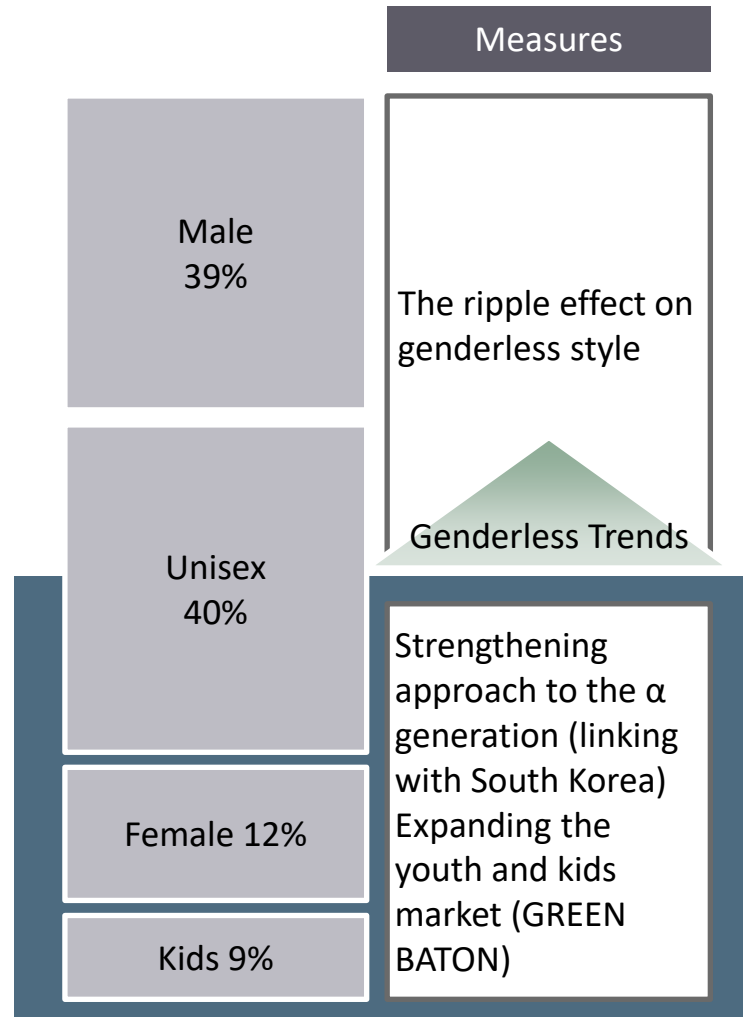 Measures
Male
39%
The ripple effect on
genderless style
Genderless Trends
Unisex
40%
Strengthening
approach to the α
generation (linking
with South Korea)
Expanding the
youth and kids
market (GREEN
BATON)
Female 12%
Kids 9%